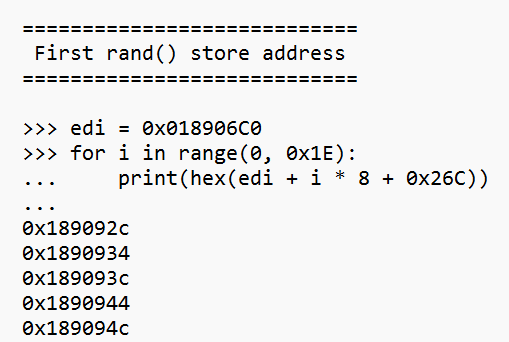 ============================
First rand() store address
============================
>>> edi = 0x018906C0
>>> for i in range(0, 0x1E):
...     print(hex(edi + i * 8 + 0x26C))
...
0x189092c
0x1890934
0x189093c
0x1890944
0x189094c